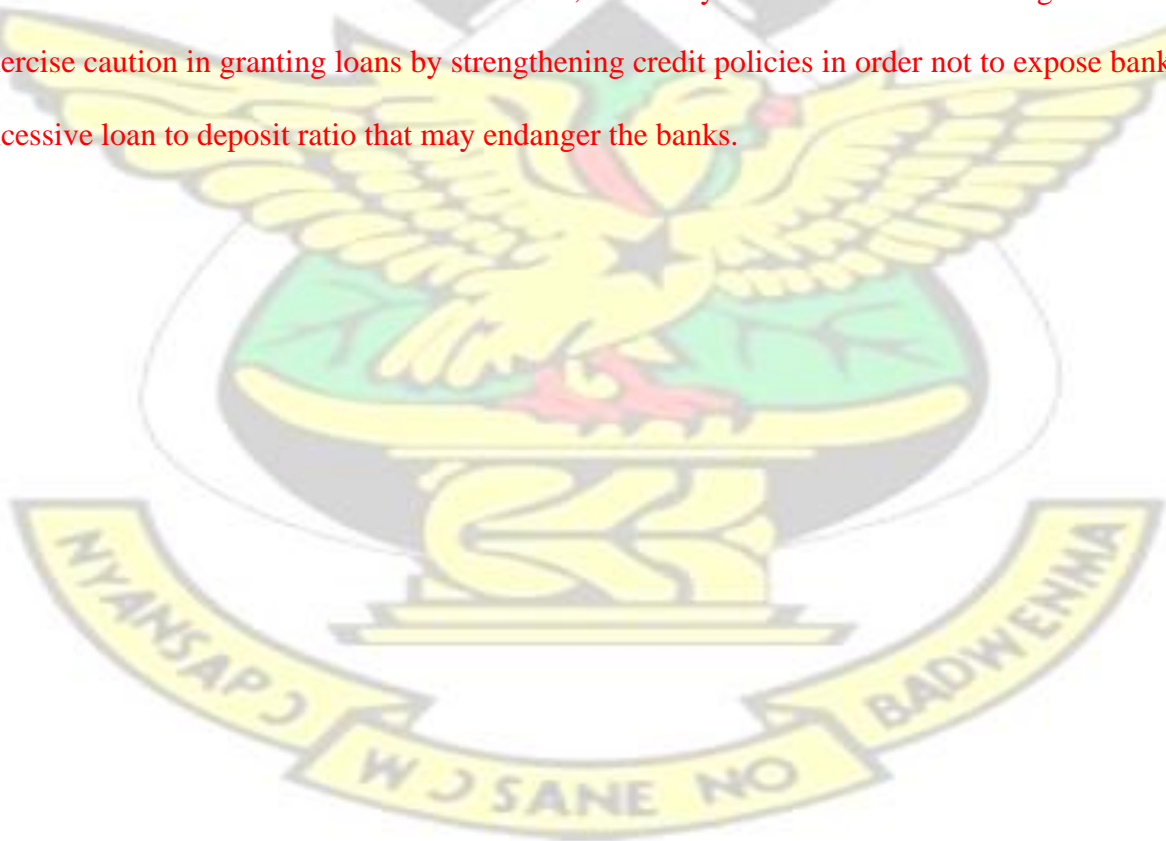 ercise caution in granting loans by strengthening credit policies in order not to expose bank
cessive loan to deposit ratio that may endanger the banks.
NYANSAPƆ
WƆ SANE NO
BADWENMA